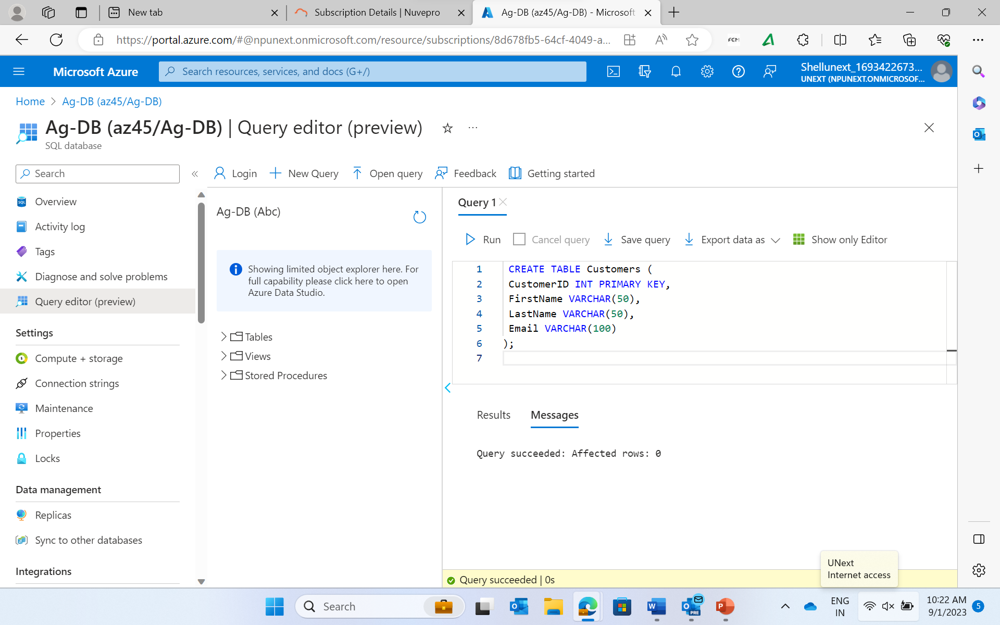 New tab
Subscription Details | Nuvepro
Ag-DB (az45/Ag-DB) - Microsoft
https://portal.azure.com/#@npunext.onmicrosoft.com/resource/subscriptions/8d678fb5-64cf-4049-a...
FCM
Microsoft Azure
Search resources, services, and docs (G+/)
Shellunext_1693422673...
UNEXT (NPUNEXT.ONMICROSOF...
Home > Ag-DB (az45/Ag-DB)
Ag-DB (az45/Ag-DB) | Query editor (preview)
...
SQL database
Search
«
Overview
Activity log
Tags
Diagnose and solve problems
Query editor (preview)
Settings
Compute + storage
Connection strings
Maintenance
Properties
Locks
Data management
Replicas
Sync to other databases
Integrations
Login
New Query
Open query
Feedback
Getting started
Ag-DB (Abc)
Showing limited object explorer here. For
full capability please click here to open
Azure Data Studio.
Tables
Views
Stored Procedures
Query 1
Run
Cancel query
Save query
Export data as
Show only Editor
1 CREATE TABLE Customers (
2 CustomerID INT PRIMARY KEY,
3 FirstName VARCHAR(50),
4 LastName VARCHAR(50),
5 Email VARCHAR(100)
6 );
7
Results
Messages
Query succeeded: Affected rows: 0
Query succeeded | 0s
UNext
Internet access
Search
PRE
ENG
IN
10:22 AM
9/1/2023
5